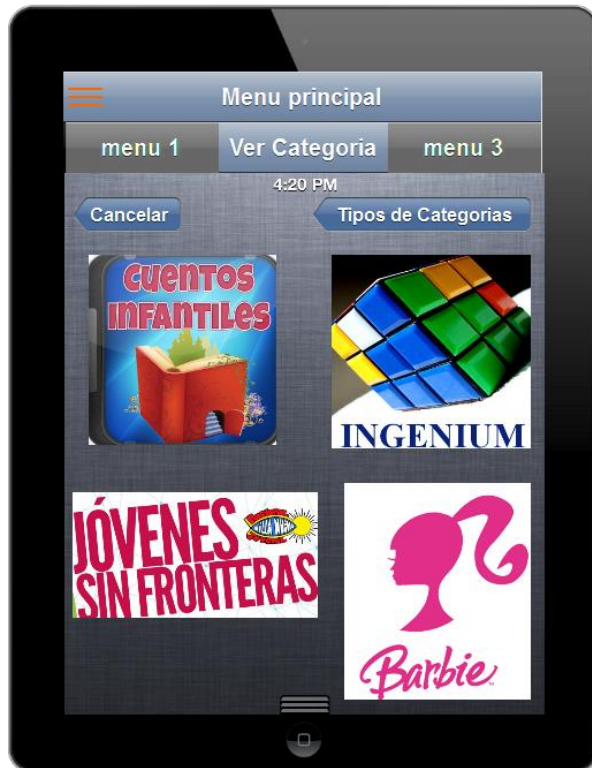 Menu principal
menu 1
Ver Categoria
menu 3
4:20 PM
Cancelar
Tipos de Categorias
CUENTOS
INFANTILES
INGENIUM
JÓVENES
SIN FRONTERAS
Barbie